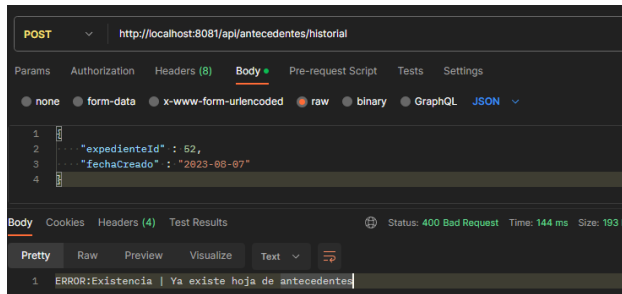 POST http://localhost:8081/api/antecedentes/historial
Params Authorization Headers (8) Body Pre-request Script Tests Settings
none form-data x-www-form-urlencoded raw binary GraphQL JSON
1 {
2 "expedienteId" : 52,
3 "fechaCreado" : "2023-08-07"
4 }
Body Cookies Headers (4) Test Results Status: 400 Bad Request Time: 144 ms Size: 193
Pretty Raw Preview Visualize Text
1 ERROR:Existencia | Ya existe hoja de antecedentes